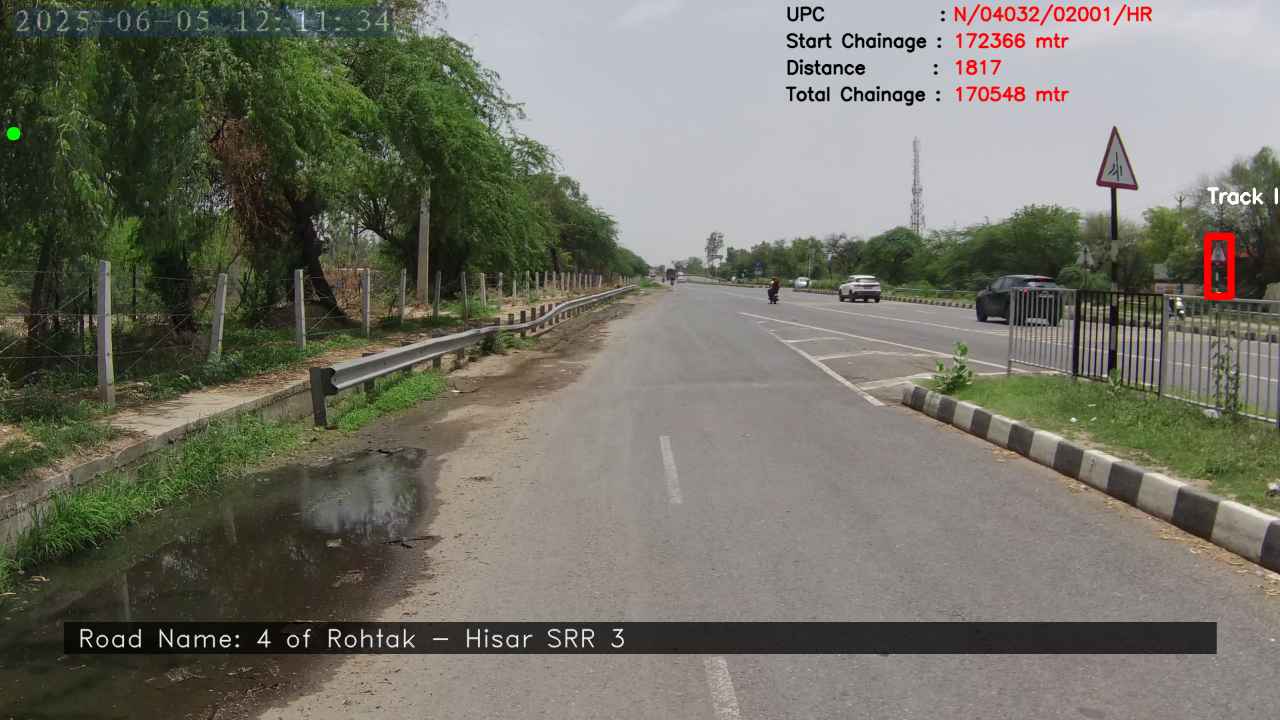 2025-06-05 12:11:34
UPC : N/04032/02001/HR
Start Chainage : 172366 mtr
Distance : 1817
Total Chainage : 170548 mtr
Track
Road Name: 4 of Rohtak - Hisar SRR 3